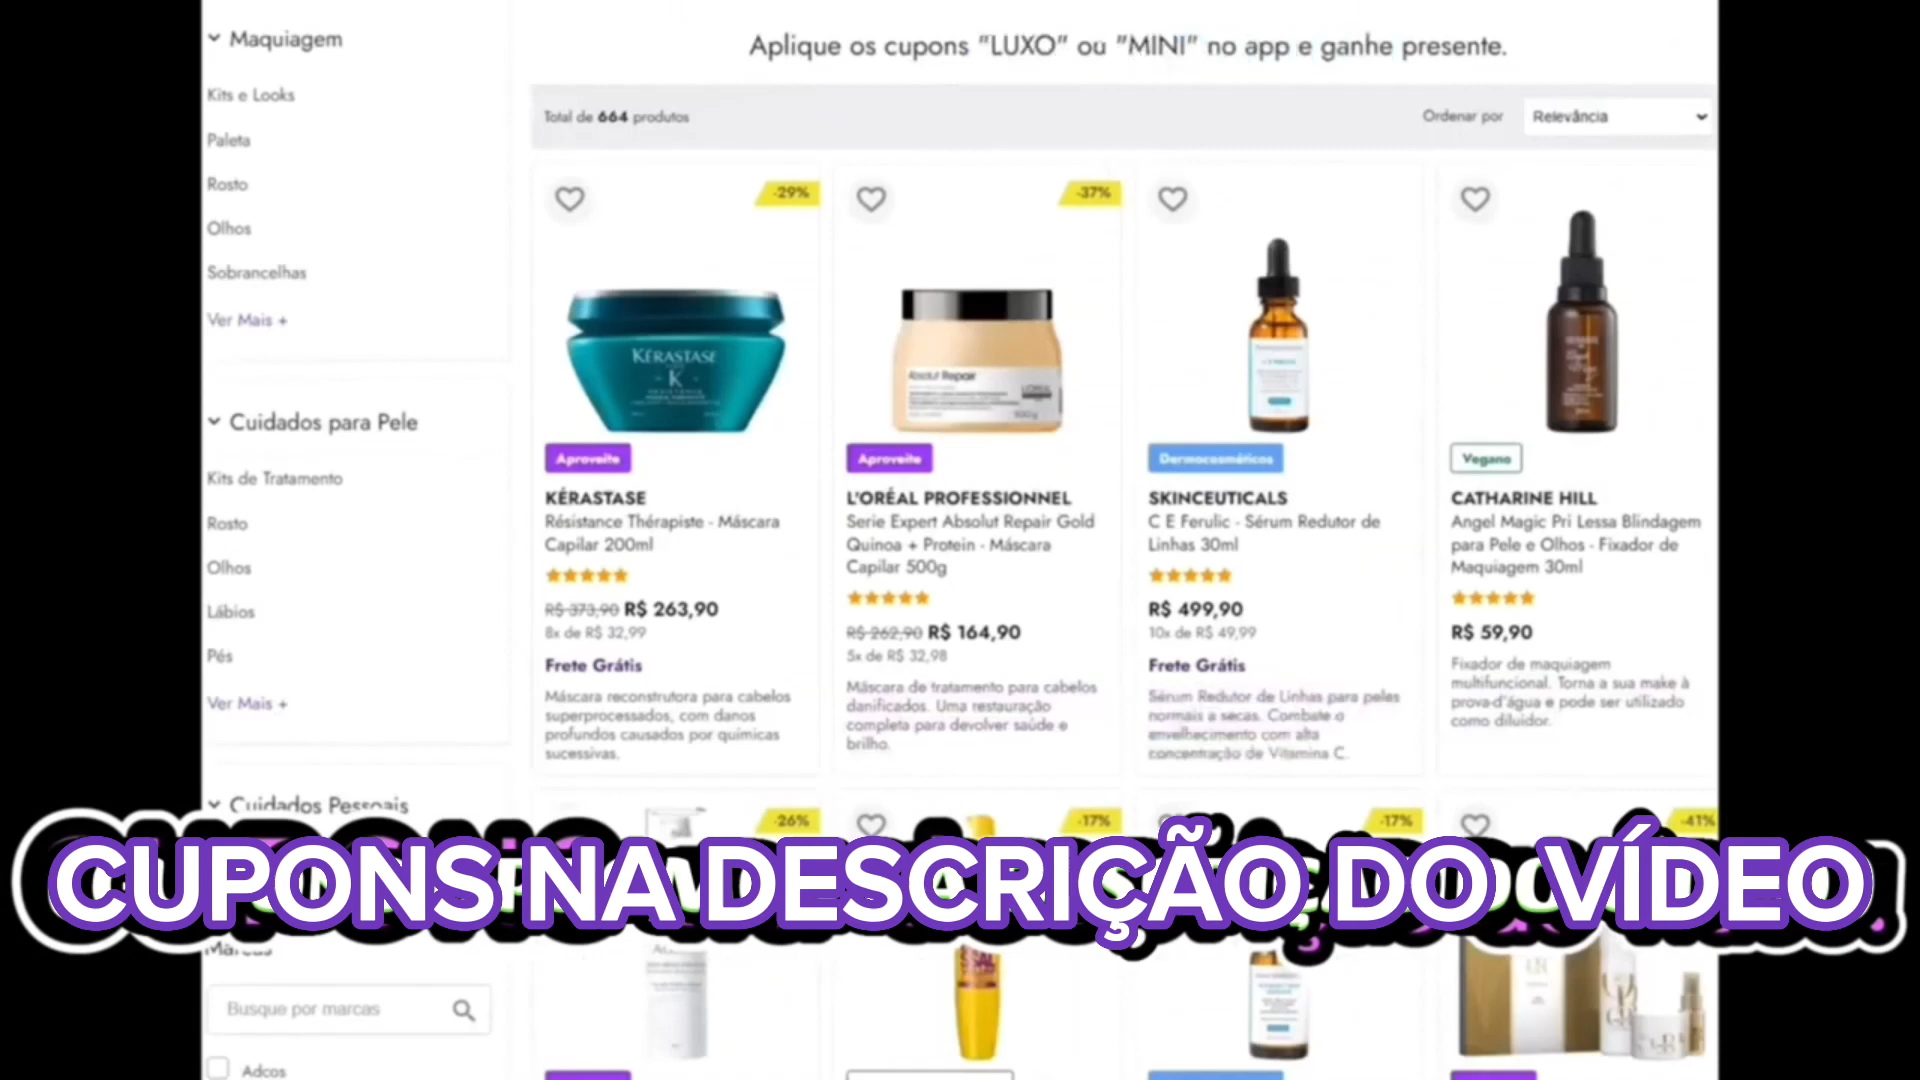 Maquiagem
Kits e Looks
Paleta
Rosto
Olhos
Sobrancelhas
Ver Mais +
Cuidados para Pele
Kits de Tratamento
Rosto
Olhos
Lábios
Pés
Ver Mais +
Cuidados Pessoais
Marcas
Busque por marcas
Adcos
Aplique os cupons "LUXO" ou "MINI" no app e ganhe presente.
Total de 664 produtos
Ordenar por
Relevância
-29%
KÉRASTASE
K
Aproveite
KÉRASTASE
Résistance Thérapiste - Máscara
Capilar 200ml
R$ 373,90 R$ 263,90
8x de R$ 32,99
Frete Grátis
Máscara reconstrutora para cabelos
superprocessados, com danos
profundos causados por químicas
sucessivas.
-37%
Absolut Repair
Aproveite
L'ORÉAL PROFESSIONNEL
Serie Expert Absolut Repair Gold
Quinoa + Protein - Máscara
Capilar 500g
R$ 262,90 R$ 164,90
5x de R$ 32,98
Máscara de tratamento para cabelos
danificados. Uma restauração
completa para devolver saúde e
brilho.
Dermocosméticos
SKINCEUTICALS
C E Ferulic - Sérum Redutor de
Linhas 30ml
R$ 499,90
10x de R$ 49,99
Frete Grátis
Sérum Redutor de Linhas para peles
normais a secas. Combate o
envelhecimento com alta
concentração de Vitamina C.
Vegano
CATHARINE HILL
Angel Magic Pri Lessa Blindagem
para Pele e Olhos - Fixador de
Maquiagem 30ml
R$ 59,90
Fixador de maquiagem
multifuncional. Torna a sua make à
prova-d'água e pode ser utilizado
como diluidor.
-26%
-17%
-17%
-41%
CUPONS NA DESCRIÇÃO DO VÍDEO